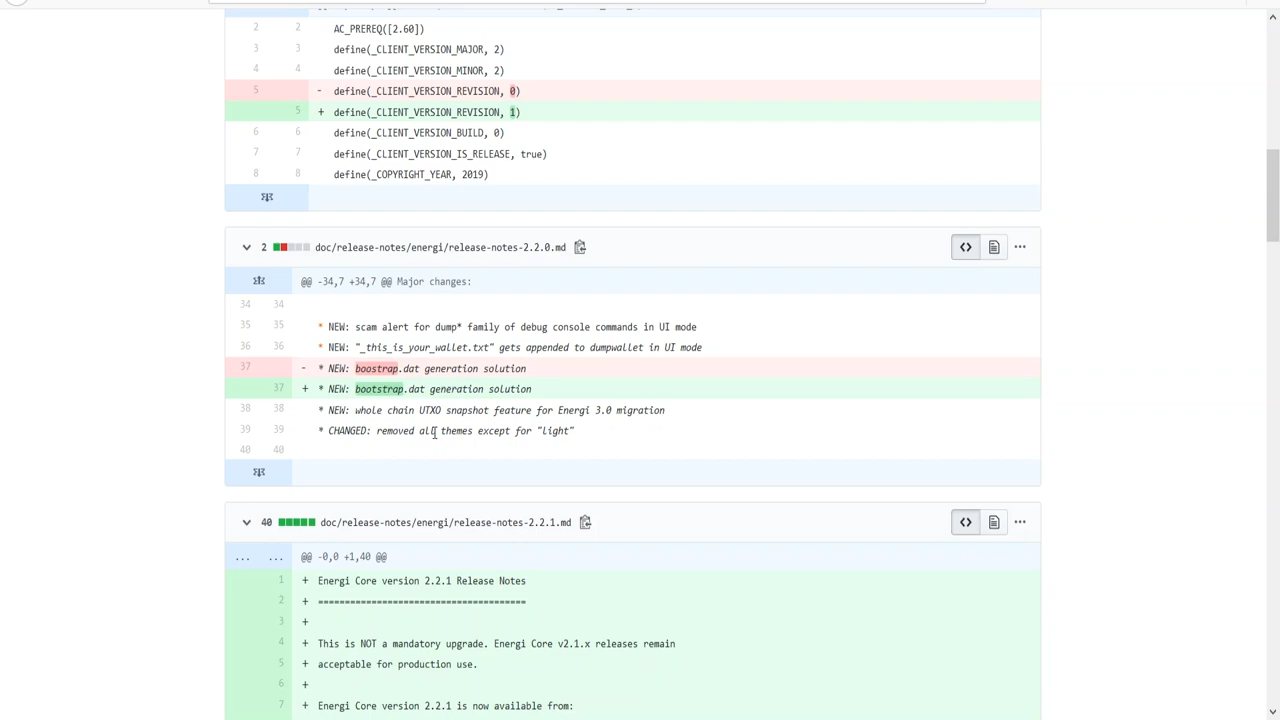 2 2 AC_PREREQ([2.60])
3 3 define(_CLIENT_VERSION_MAJOR, 2)
4 4 define(_CLIENT_VERSION_MINOR, 2)
5 - define(_CLIENT_VERSION_REVISION, 0)
5 + define(_CLIENT_VERSION_REVISION, 1)
6 6 define(_CLIENT_VERSION_BUILD, 0)
7 7 define(_CLIENT_VERSION_IS_RELEASE, true)
8 8 define(_COPYRIGHT_YEAR, 2019)
2 doc/release-notes/energi/release-notes-2.2.0.md
@@ -34,7 +34,7 @@ Major changes:
34 34
35 35 * NEW: scam alert for dump* family of debug console commands in UI mode
36 36 * NEW: "_this_is_your_wallet.txt" gets appended to dumpwallet in UI mode
37 - * NEW: boostrap.dat generation solution
37 + * NEW: bootstrap.dat generation solution
38 38 * NEW: whole chain UTXO snapshot feature for Energi 3.0 migration
39 39 * CHANGED: removed all themes except for "light"
40 40
40 doc/release-notes/energi/release-notes-2.2.1.md
... ... @@ -0,0 +1,40 @@
1 + Energi Core version 2.2.1 Release Notes
2 + =======================================
3 +
4 + This is NOT a mandatory upgrade. Energi Core v2.1.x releases remain
5 + acceptable for production use.
6 +
7 + Energi Core version 2.2.1 is now available from: